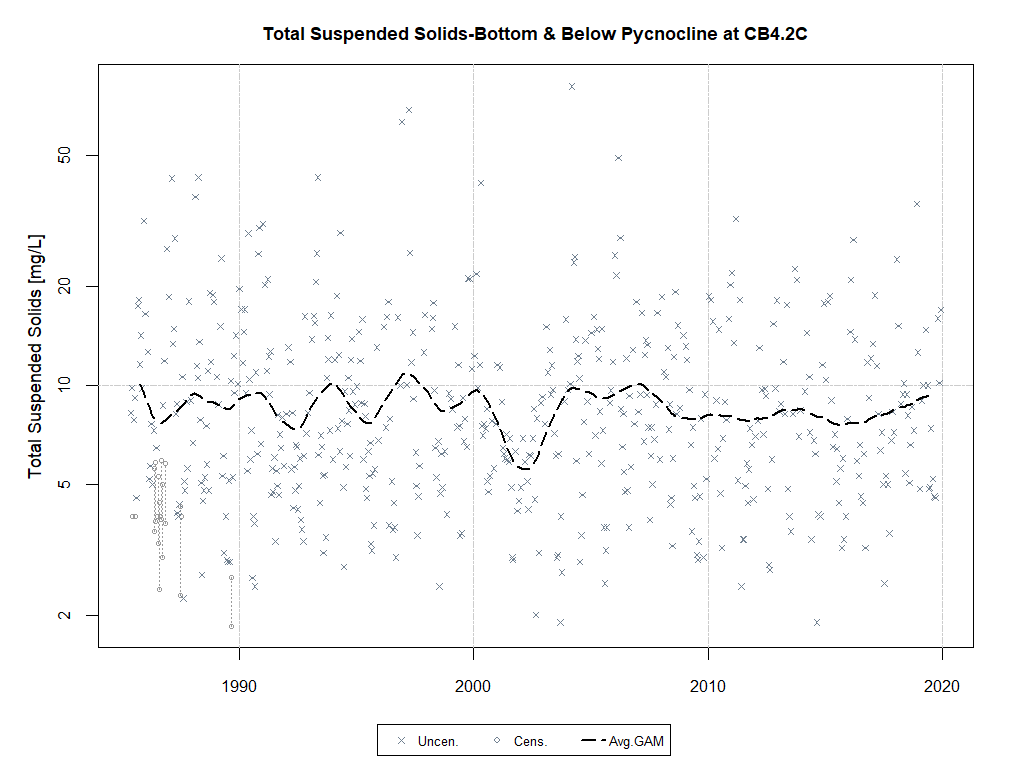 Total Suspended Solids-Bottom & Below Pycnocline at CB4.2C
Total Suspended Solids [mg/L]
50
20
10
5
2
1990 2000 2010 2020
Uncen. Cens. Avg.GAM